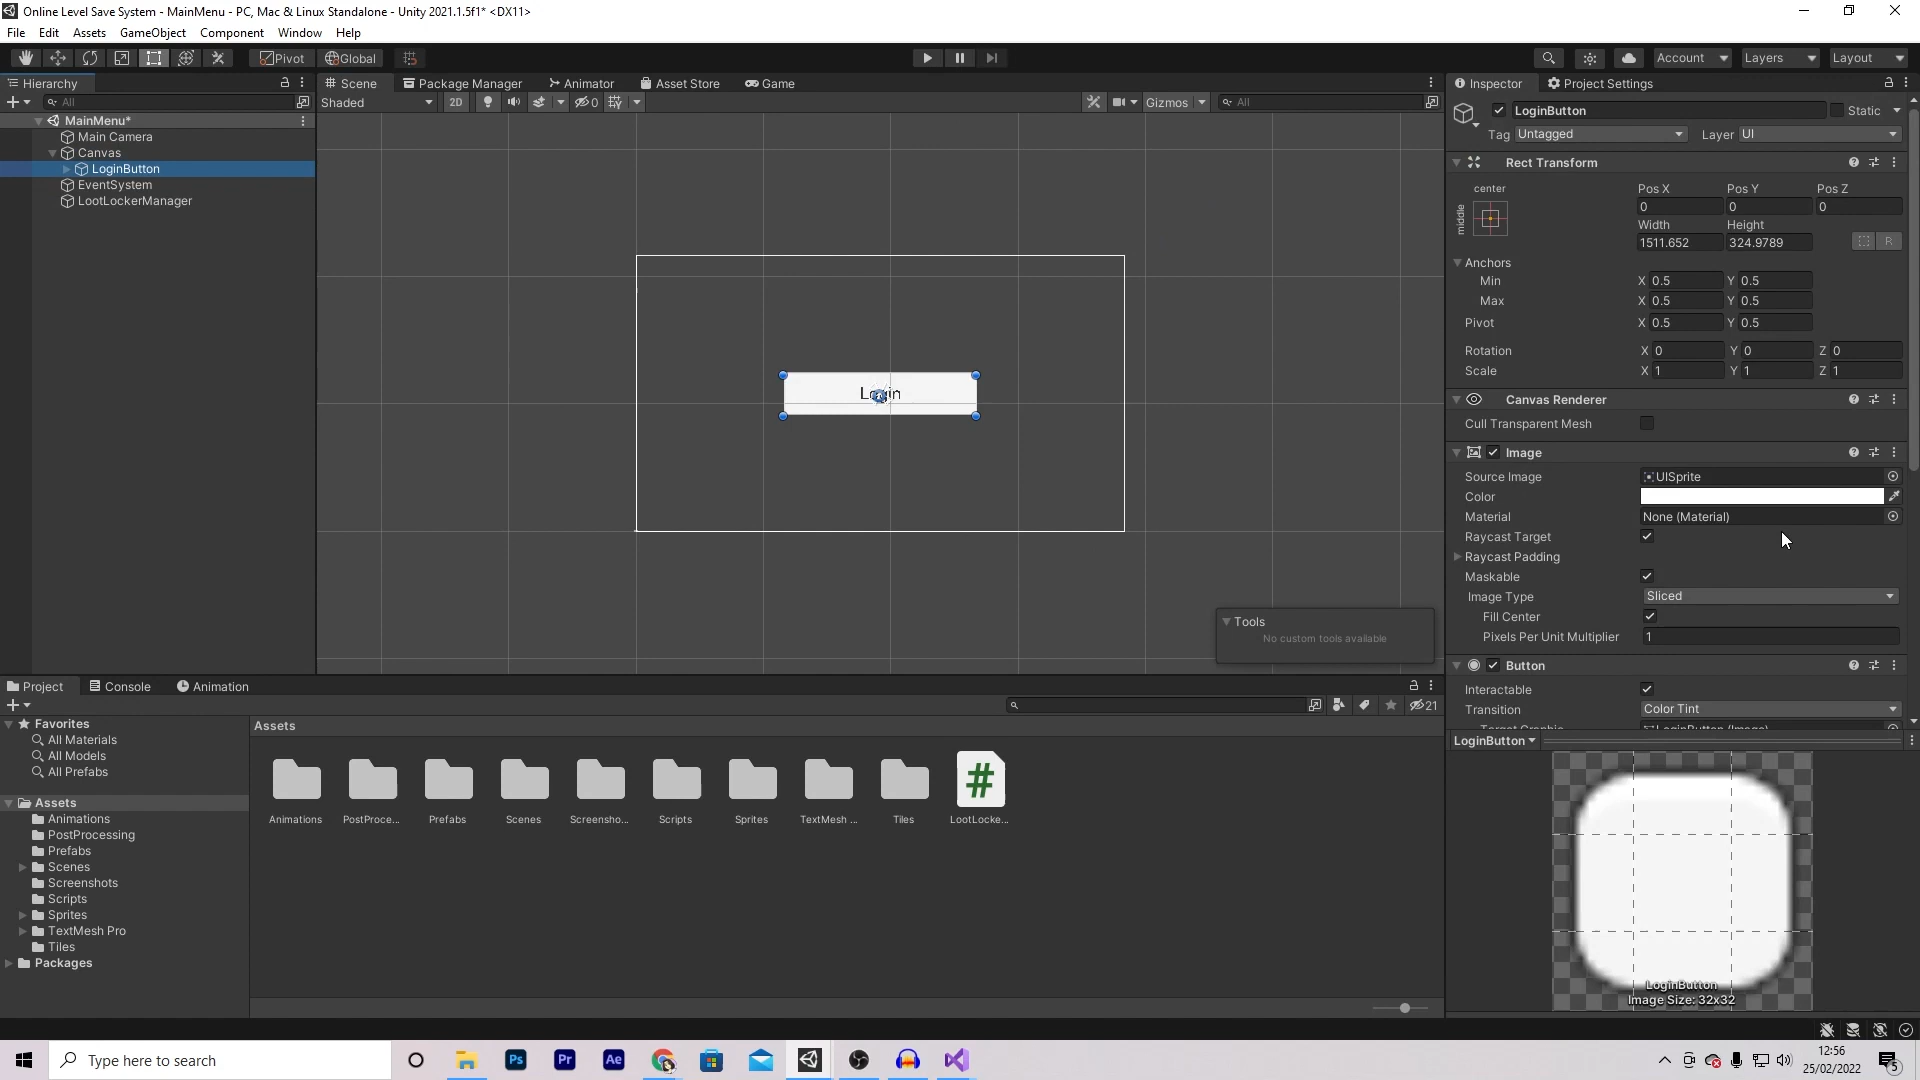 Online Level Save System - MainMenu - PC, Mac & Linux Standalone - Unity 2021.1.5f1* <DX11>
File Edit Assets GameObject Component Window Help
Pivot Global Account Layers Layout
Hierarchy Scene Package Manager Animator Asset Store Game Inspector Project Settings
All Shaded 2D 0 Gizmos All
LoginButton Static
Tag Untagged Layer UI
MainMenu*
Main Camera
Canvas
LoginButton
EventSystem
LootLockerManager
Login
Tools
No custom tools available
Rect Transform
center
middle
Pos X Pos Y Pos Z
0 0 0
Width Height
1511.652 324.9789 R
Anchors
Min X 0.5 Y 0.5
Max X 0.5 Y 0.5
Pivot X 0.5 Y 0.5
Rotation X 0 Y 0 Z 0
Scale X 1 Y 1 Z 1
Canvas Renderer
Cull Transparent Mesh
Image
Source Image UISprite
Color
Material None (Material)
Raycast Target
Raycast Padding
Maskable
Image Type Sliced
Fill Center
Pixels Per Unit Multiplier 1
Button
Interactable
Transition Color Tint
Target Graphic LoginButton (Image)
LoginButton
LoginButton
Image Size: 32x32
Project Console Animation
21
Favorites
All Materials
All Models
All Prefabs
Assets
Animations
PostProcessing
Prefabs
Scenes
Screenshots
Scripts
Sprites
TextMesh Pro
Tiles
Packages
Assets
Animations PostProce... Prefabs Scenes Screensho... Scripts Sprites TextMesh ... Tiles LootLocke...
#
Type here to search
Ps Pr Ae
12:56
25/02/2022
5